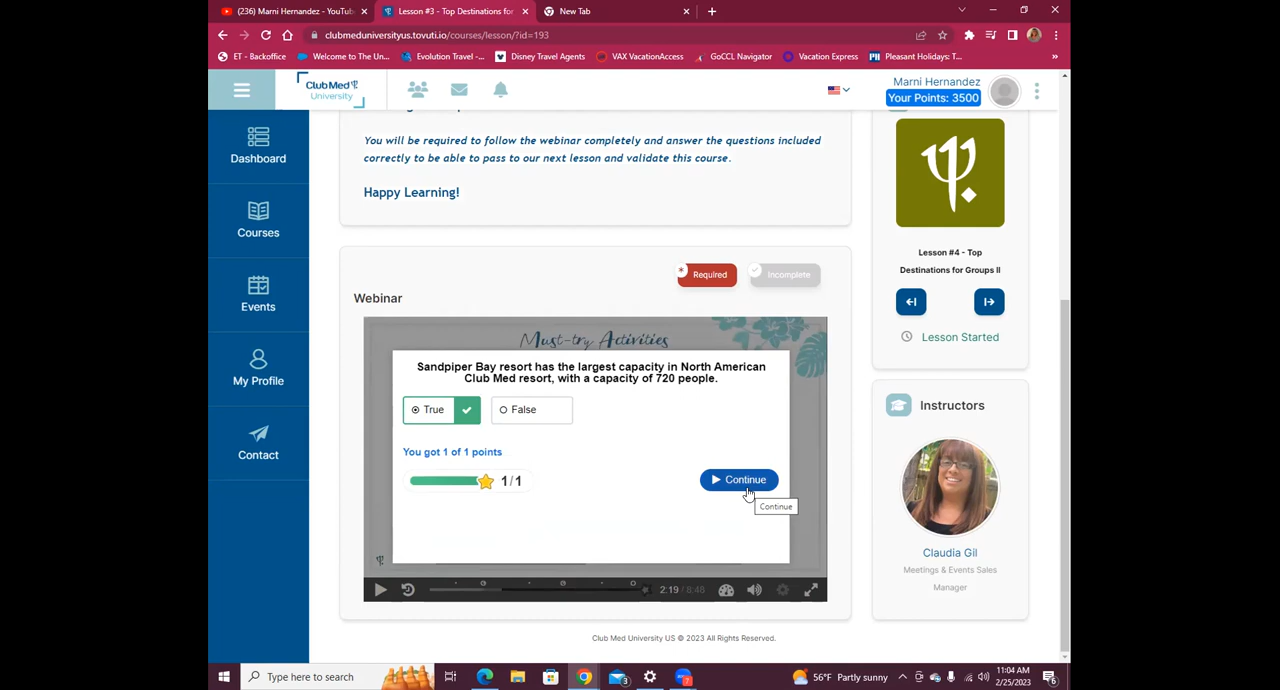 (236) Marni Hernandez - YouTub
Lesson #3 - Top Destinations for
New Tab
clubmeduniversityus.tovuti.io/courses/lesson/?id=193
ET - Backoffice
Welcome to The Un...
Evolution Travel -...
Disney Travel Agents
VAX VacationAccess
GoCCL Navigator
Vacation Express
Pleasant Holidays: T...
Club Med
University
Marni Hernandez
Your Points: 3500
Dashboard
Courses
Events
My Profile
Contact
You will be required to follow the webinar completely and answer the questions included
correctly to be able to pass to our next lesson and validate this course.
Happy Learning!
* Required
Incomplete
Webinar
Must-try Activities
Sandpiper Bay resort has the largest capacity in North American
Club Med resort, with a capacity of 720 people.
True
False
You got 1 of 1 points
1/1
Continue
Continue
2:19 / 8:48
Lesson #4 - Top
Destinations for Groups II
Lesson Started
Instructors
Claudia Gil
Meetings & Events Sales
Manager
Club Med University US © 2023 All Rights Reserved.
Type here to search
3
7
56°F Partly sunny
11:04 AM
2/25/2023
6